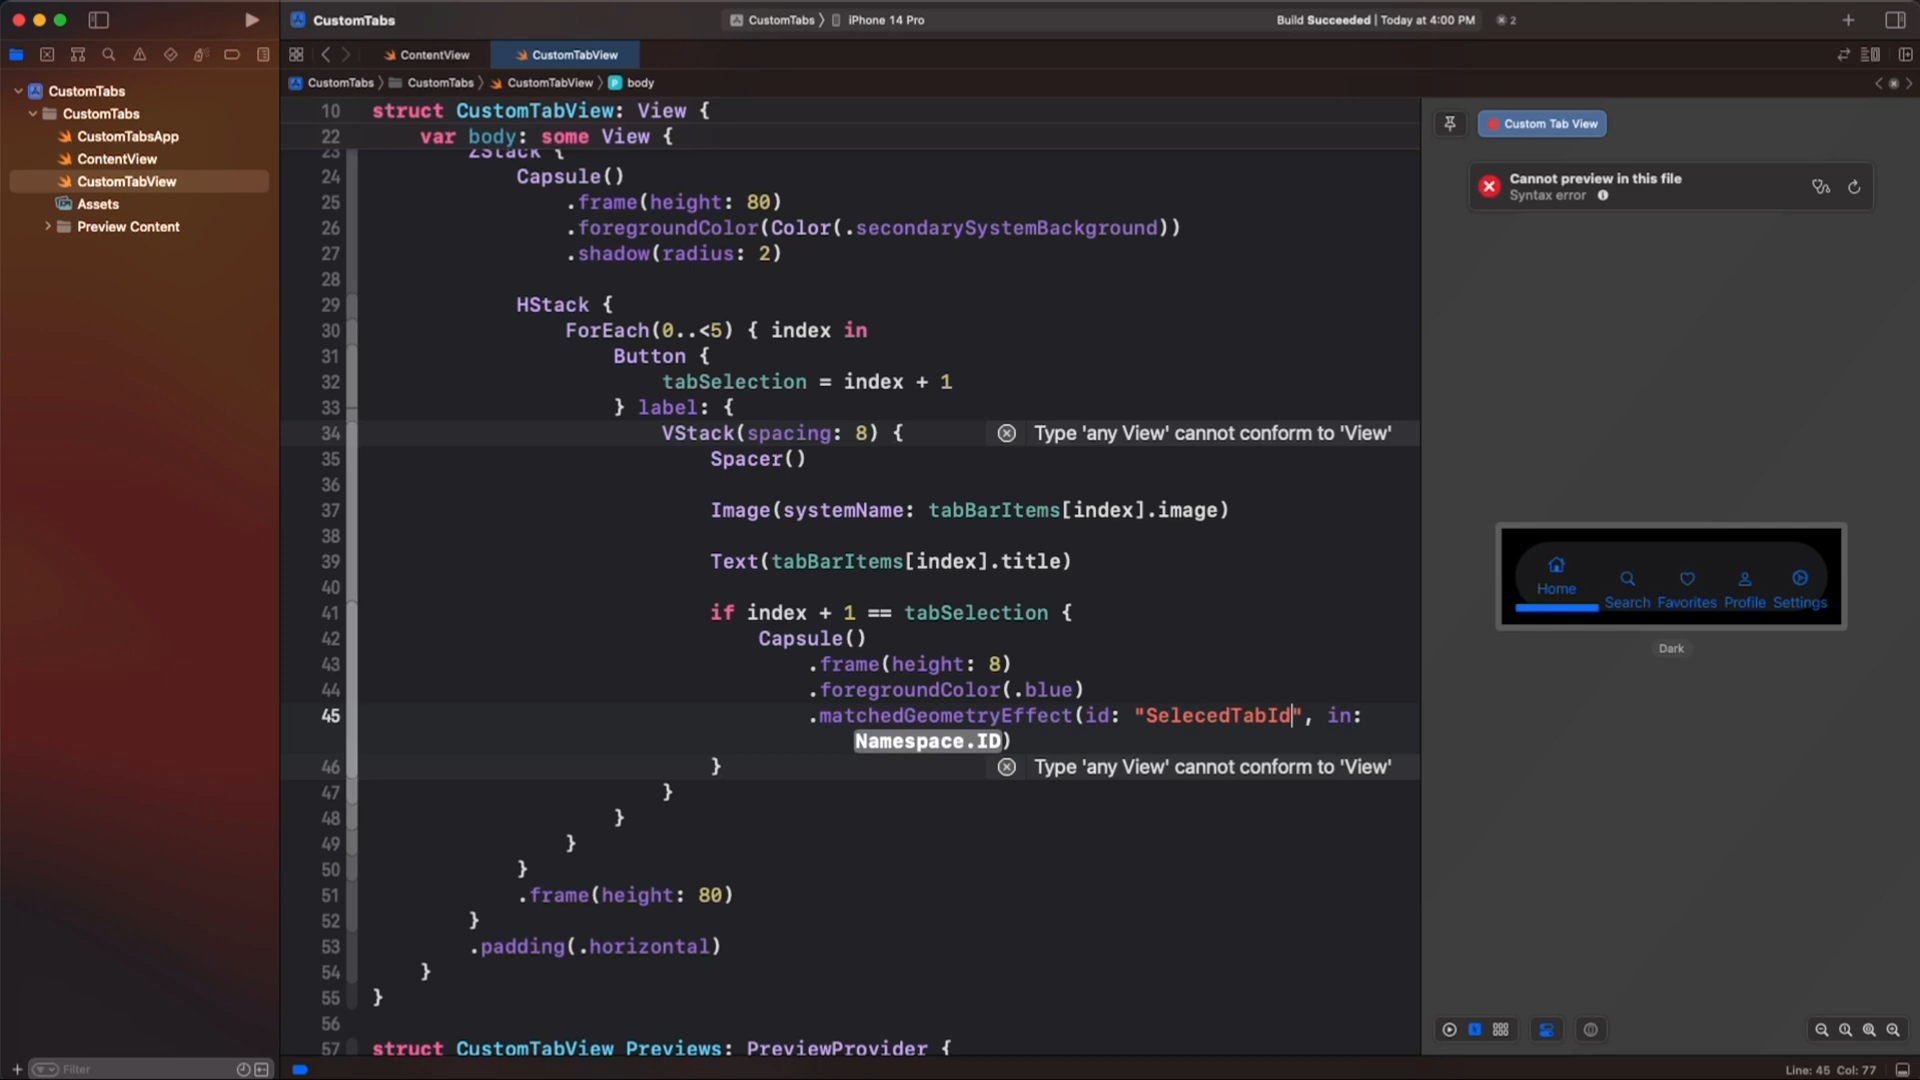 CustomTabs
CustomTabs
iPhone 14 Pro
Build Succeeded | Today at 4:00 PM
2
ContentView
CustomTabView
CustomTabs
CustomTabs
CustomTabView
body
CustomTabs
CustomTabs
CustomTabsApp
ContentView
CustomTabView
Assets
Preview Content
10 struct CustomTabView: View {
22 var body: some View {
23 ZStack {
24 Capsule()
25 .frame(height: 80)
26 .foregroundColor(Color(.secondarySystemBackground))
27 .shadow(radius: 2)
28
29 HStack {
30 ForEach(0..<5) { index in
31 Button {
32 tabSelection = index + 1
33 } label: {
34 VStack(spacing: 8) { Type 'any View' cannot conform to 'View'
35 Spacer()
36
37 Image(systemName: tabBarItems[index].image)
38
39 Text(tabBarItems[index].title)
40
41 if index + 1 == tabSelection {
42 Capsule()
43 .frame(height: 8)
44 .foregroundColor(.blue)
45 .matchedGeometryEffect(id: "SelecedTabId", in:
Namespace.ID)
46 } Type 'any View' cannot conform to 'View'
47 }
48 }
49 }
50 }
51 .frame(height: 80)
52 }
53 .padding(.horizontal)
54 }
55 }
56
57 struct CustomTabView_Previews: PreviewProvider {
Custom Tab View
Cannot preview in this file
Syntax error
Home
Search Favorites Profile Settings
Dark
Filter
Line: 45 Col: 77